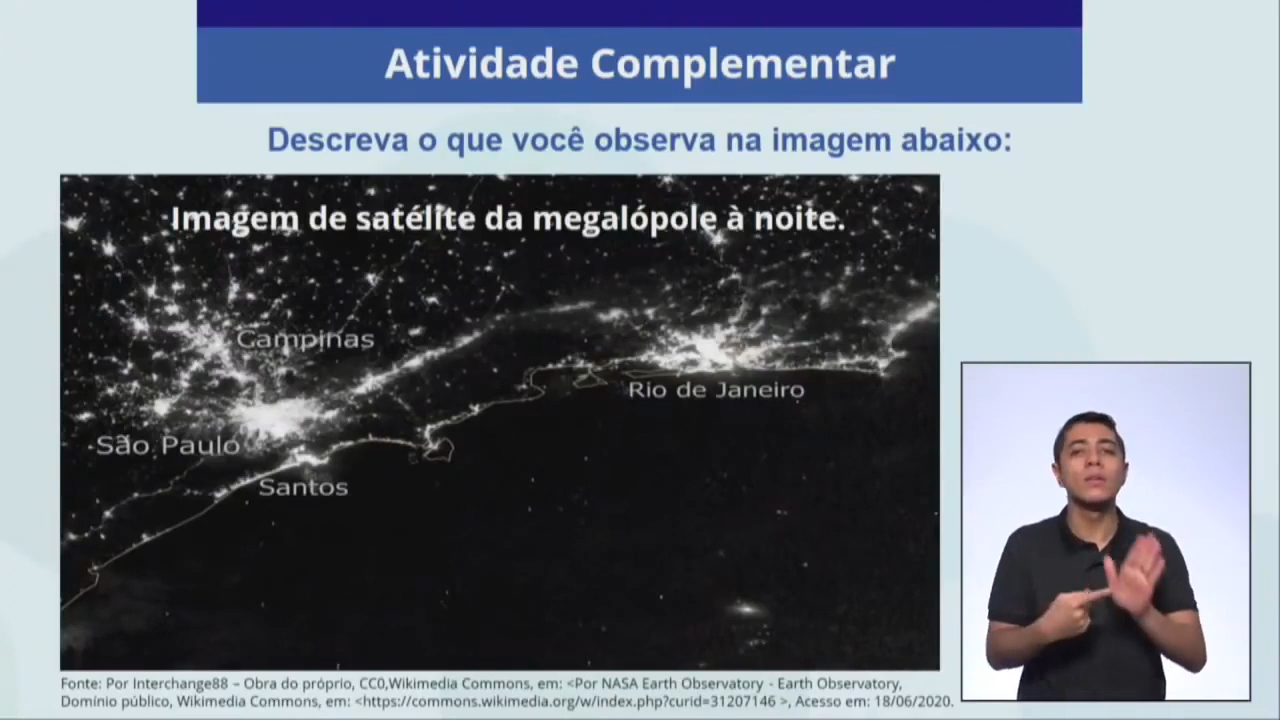 Atividade Complementar
Descreva o que você observa na imagem abaixo:
Imagem de satélite da megalópole à noite.
Campinas
Rio de Janeiro
São Paulo
Santos
Fonte: Por Interchange88 – Obra do próprio, CC0,Wikimedia Commons, em: <Por NASA Earth Observatory - Earth Observatory,
Domínio público, Wikimedia Commons, em: <https://commons.wikimedia.org/w/index.php?curid=31207146 >, Acesso em: 18/06/2020.